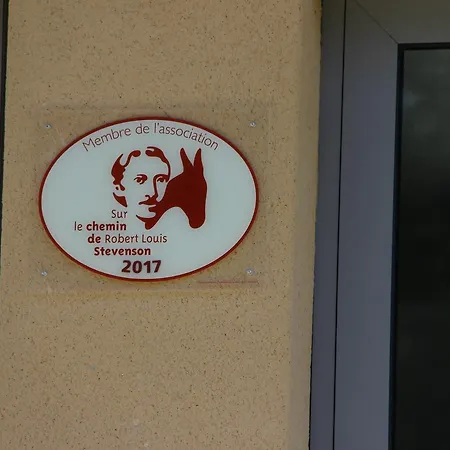 Membre de l'association
Sur
le chemin
de Robert Louis
Stevenson
2017